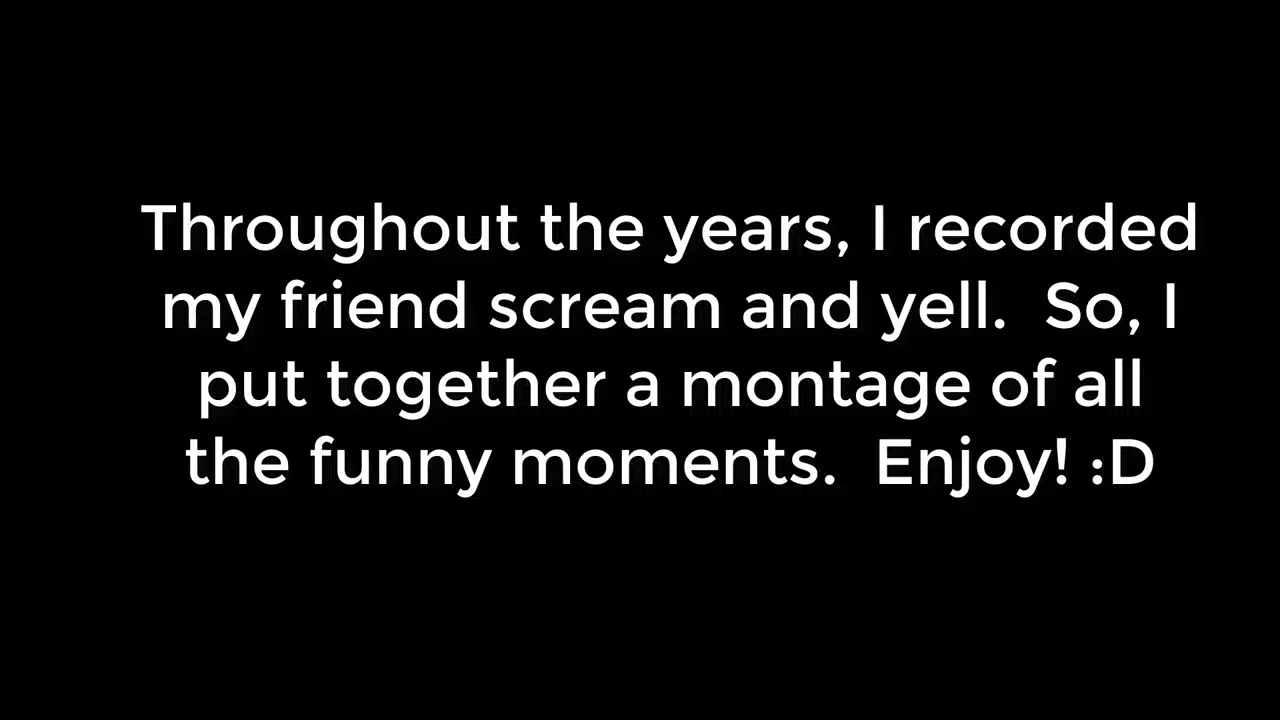 Throughout the years, I recorded
my friend scream and yell.  So, I
put together a montage of all
the funny moments.  Enjoy! :D